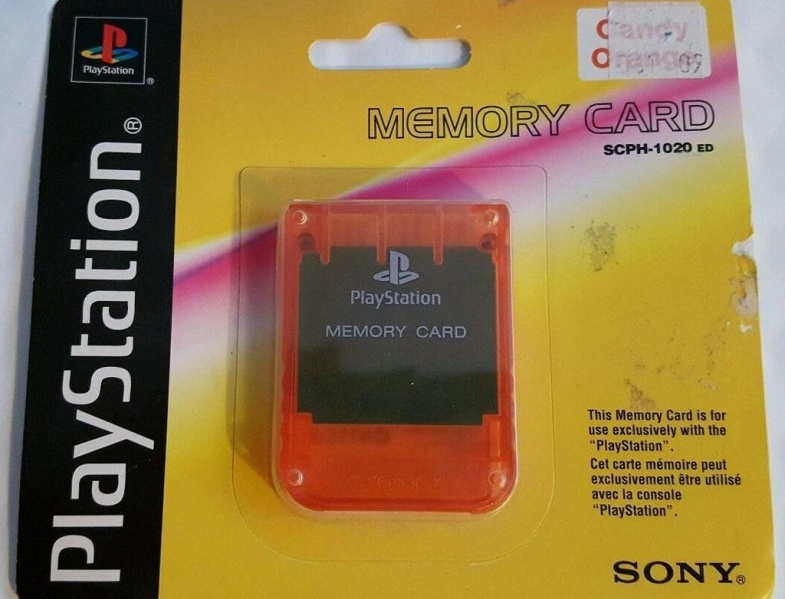 PlayStation
®
PlayStation®
Candy
Orange
09
MEMORY CARD
SCPH-1020 ED
PlayStation
MEMORY CARD
This Memory Card is for
use exclusively with the
“PlayStation”.
Cet carte mémoire peut
exclusivement être utilisé
avec la console
“PlayStation”.
SONY®